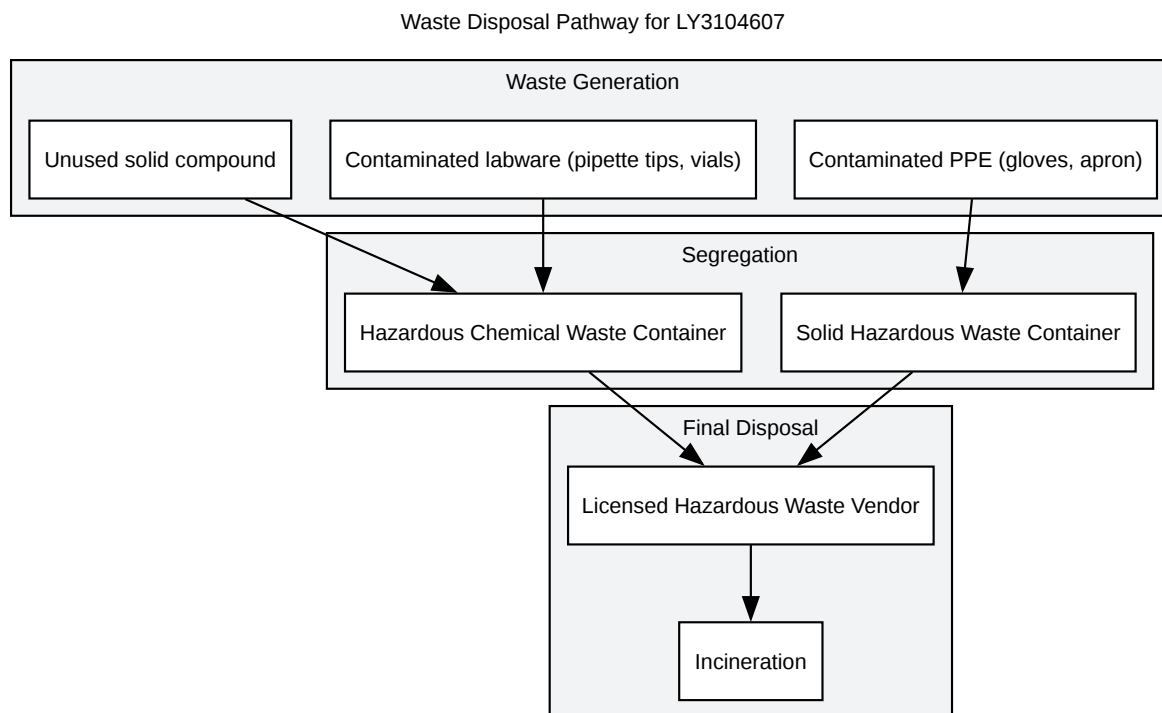 Waste Disposal Pathway for LY3104607
Waste Generation
Unused solid compound
Contaminated labware (pipette tips, vials)
Contaminated PPE (gloves, apron)
Segregation
Hazardous Chemical Waste Container
Solid Hazardous Waste Container
Final Disposal
Licensed Hazardous Waste Vendor
Incineration